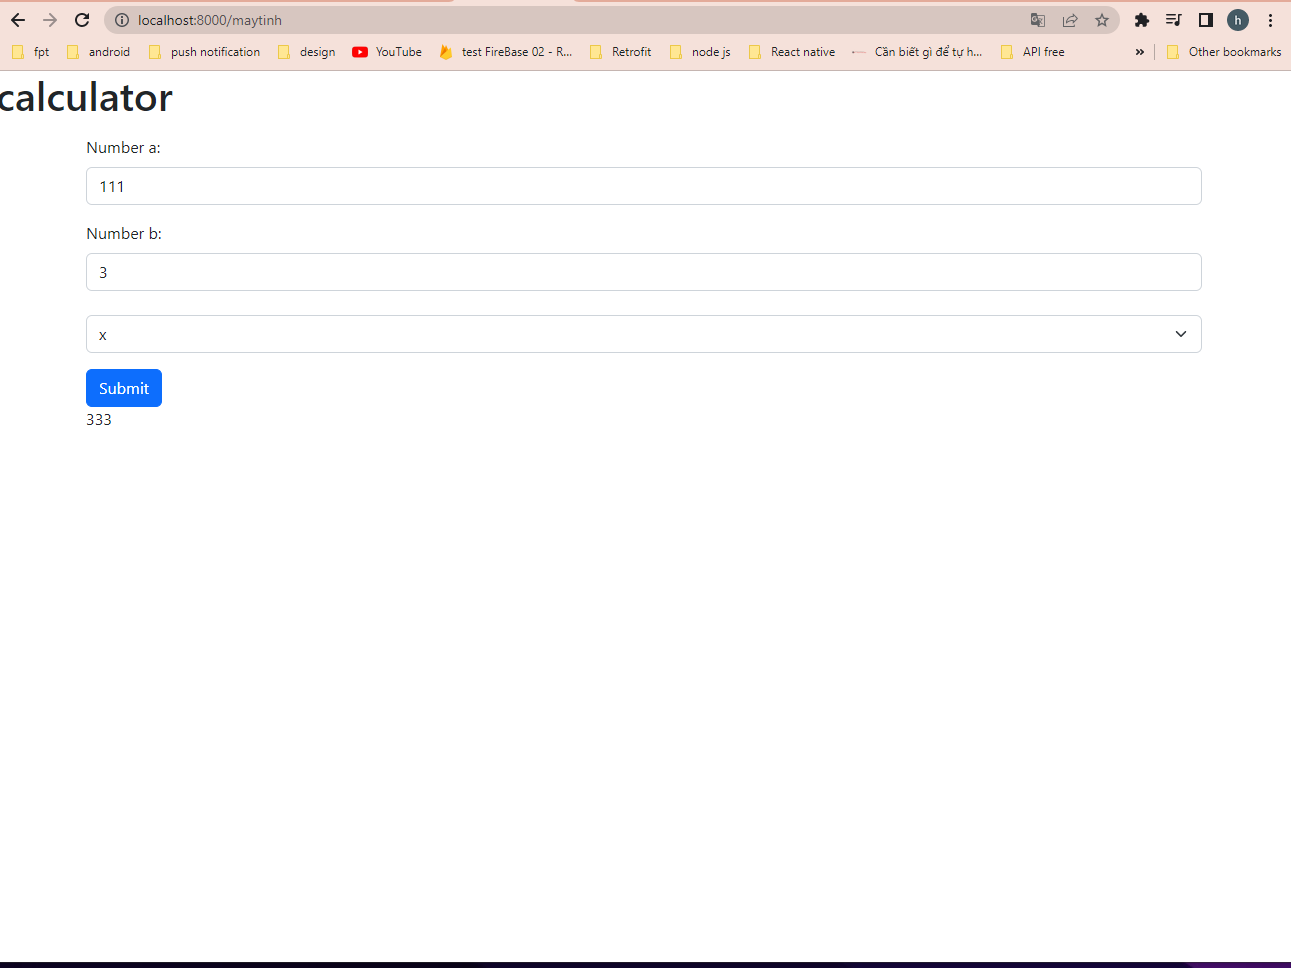 localhost:8000/maytinh
h
fpt android push notification design YouTube test FireBase 02 - R... Retrofit node js React native Cần biết gì để tự h... API free » Other bookmarks
calculator
Number a:
111
Number b:
3
x
Submit
333